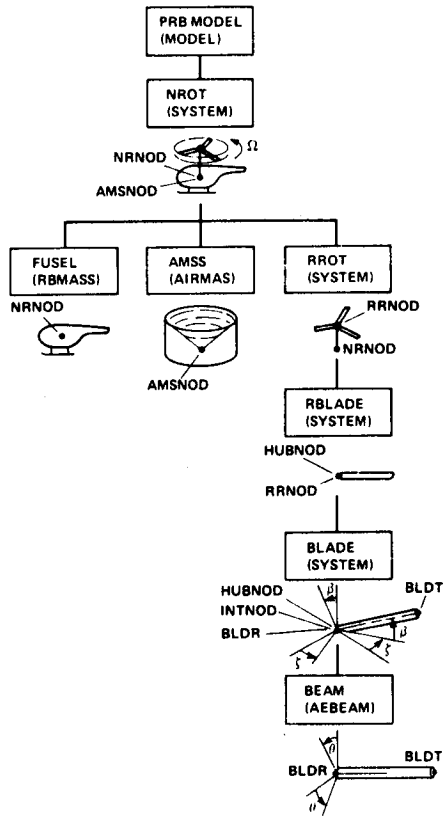 PRB MODEL
(MODEL)
NROT
(SYSTEM)
NRNOD
Ω
AMSNOD
FUSEL
(RBMASS)
AMSS
(AIRMAS)
RROT
(SYSTEM)
NRNOD
RRNOD
NRNOD
AMSNOD
RBLADE
(SYSTEM)
HUBNOD
RRNOD
BLADE
(SYSTEM)
HUBNOD
β
BLDT
INTNOD
BLDR
β
ζ
ζ
BEAM
(AEBEAM)
θ
BLDT
BLDR
θ